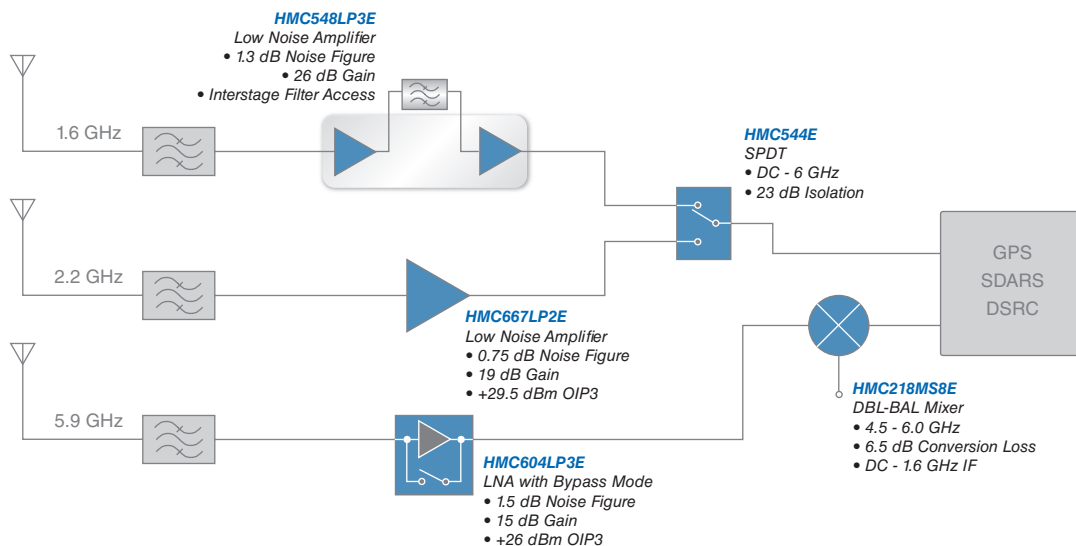 HMC548LP3E
Low Noise Amplifier
• 1.3 dB Noise Figure
• 26 dB Gain
• Interstage Filter Access
1.6 GHz
HMC544E
SPDT
• DC - 6 GHz
• 23 dB Isolation
2.2 GHz
HMC667LP2E
Low Noise Amplifier
• 0.75 dB Noise Figure
• 19 dB Gain
• +29.5 dBm OIP3
GPS
SDARS
DSRC
HMC218MS8E
DBL-BAL Mixer
• 4.5 - 6.0 GHz
• 6.5 dB Conversion Loss
• DC - 1.6 GHz IF
5.9 GHz
HMC604LP3E
LNA with Bypass Mode
• 1.5 dB Noise Figure
• 15 dB Gain
• +26 dBm OIP3